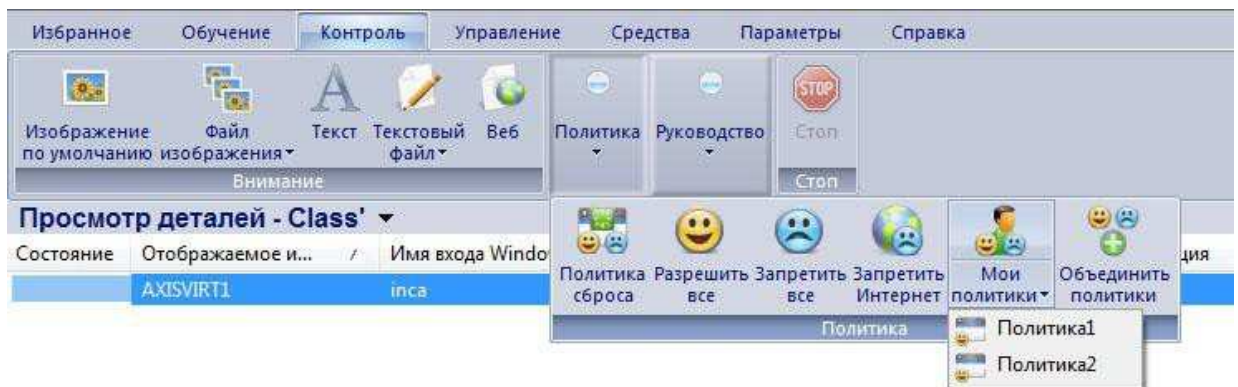 Избранное Обучение Контроль Управление Средства Параметры Справка
Изображение по умолчанию
Файл изображения
Текст
Текстовый файл
Веб
Политика
Руководство
STOP
Стоп
Внимание
Стоп
Просмотр деталей - Class'
Состояние Отображаемое и... / Имя входа Windo
AXISVIRT1 inca
Политика сброса
Разрешить все
Запретить все
Запретить Интернет
Мои политики
Объединить политики
ция
Политика
Политика1
Политика2